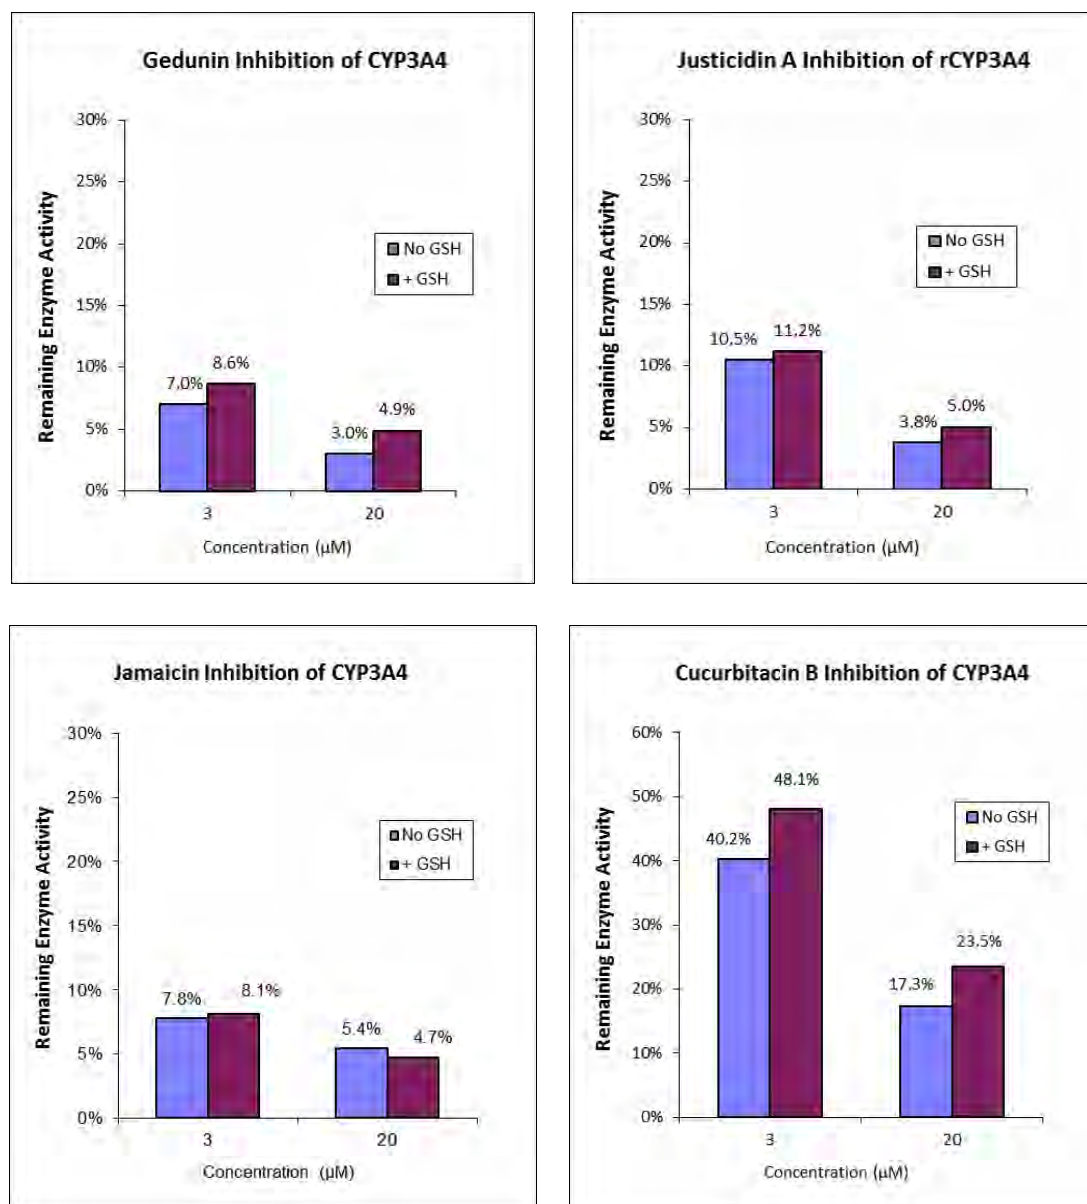 Gedunin Inhibition of CYP3A4
Remaining Enzyme Activity
30%
25%
20%
15%
10%
5%
0%
No GSH
+ GSH
7.0%
8.6%
3.0%
4.9%
3
20
Concentration (µM)
Justicidin A Inhibition of rCYP3A4
Remaining Enzyme Activity
30%
25%
20%
15%
10%
5%
0%
No GSH
+ GSH
10,5%
11,2%
3.8%
5.0%
3
20
Concentration (µM)
Jamaicin Inhibition of CYP3A4
Remaining Enzyme Activity
30%
25%
20%
15%
10%
5%
0%
No GSH
+ GSH
7.8%
8.1%
5.4%
4.7%
3
20
Concentration (µM)
Cucurbitacin B Inhibition of CYP3A4
Remaining Enzyme Activity
60%
50%
40%
30%
20%
10%
0%
No GSH
+ GSH
40.2%
48.1%
17.3%
23.5%
3
20
Concentration (µM)